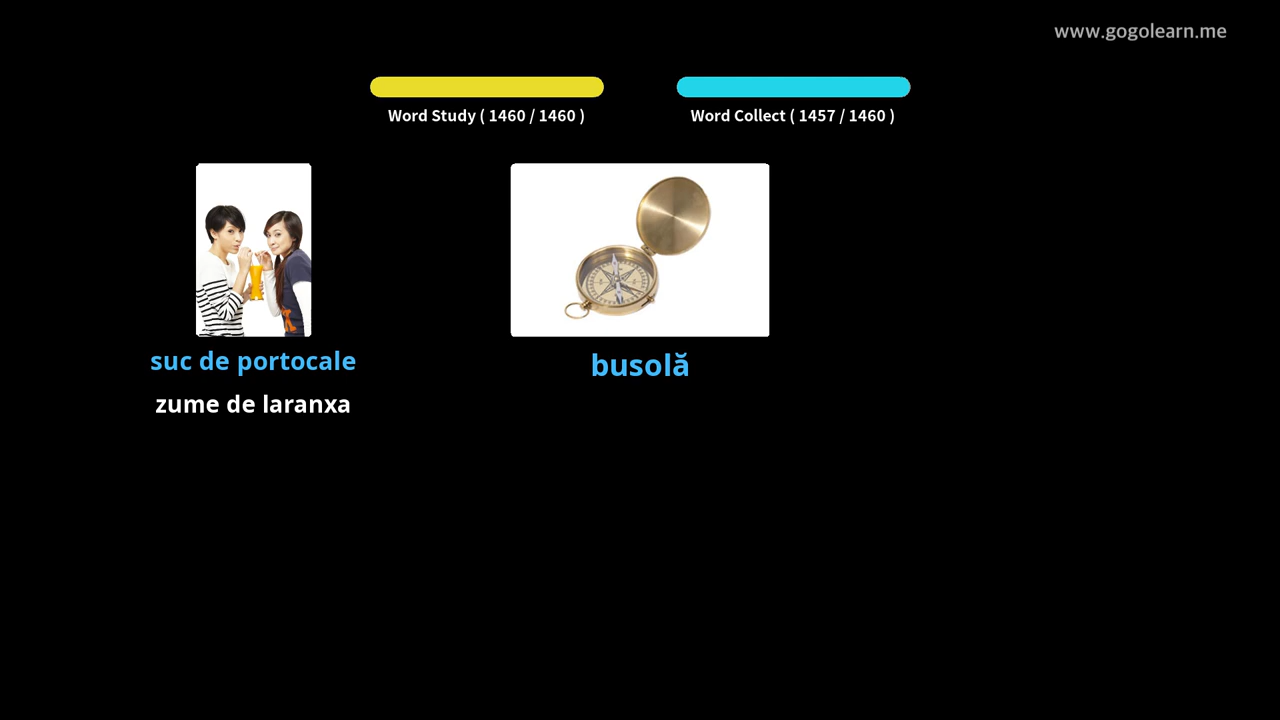 www.gogolearn.me
Word Study ( 1460 / 1460 )
Word Collect ( 1457 / 1460 )
suc de portocale
zume de laranxa
busolă